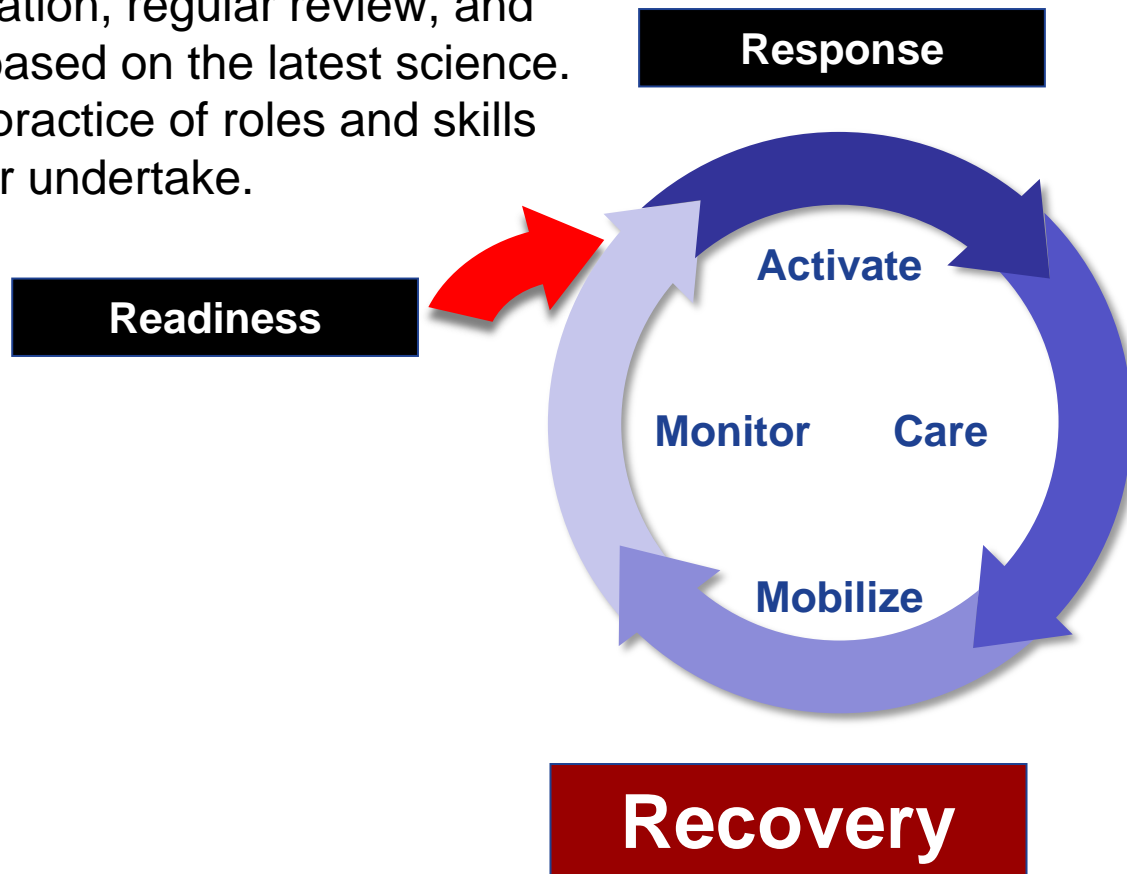 ation, regular review, and
based on the latest science.
practice of roles and skills
r undertake.
Response
Readiness
Activate
Monitor Care
Mobilize
Recovery